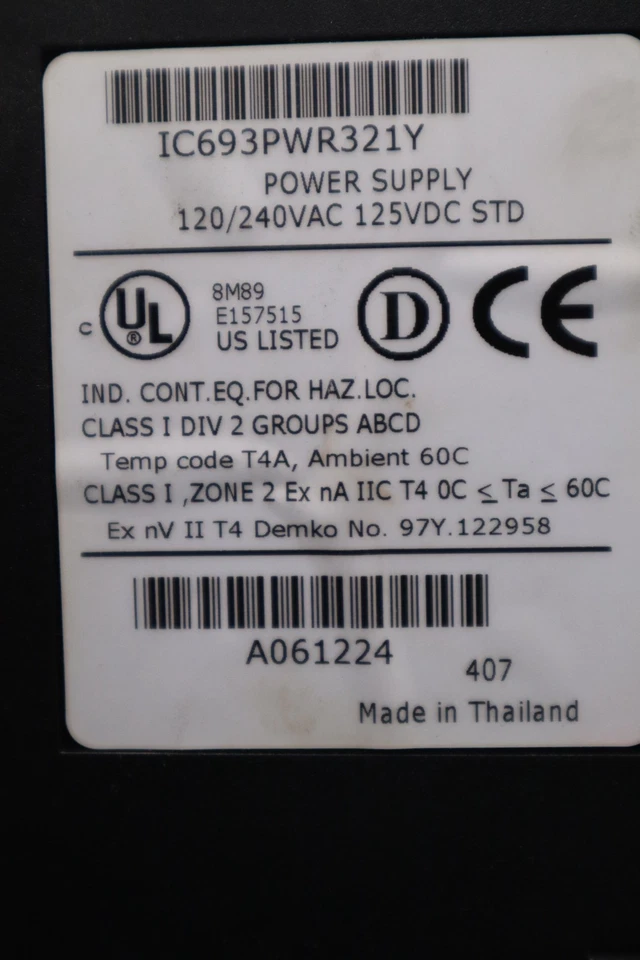 IC693PWR321Y
POWER SUPPLY
120/240VAC 125VDC STD
C UL ® 8M89 D CE
E157515
US LISTED
IND. CONT.EQ.FOR HAZ.LOC.
CLASS I DIV 2 GROUPS ABCD
Temp code T4A, Ambient 60C
CLASS I ,ZONE 2 Ex nA IIC T4 0C ≤ Ta ≤ 60C
Ex nV II T4 Demko No. 97Y.122958
A061224
407
Made in Thailand